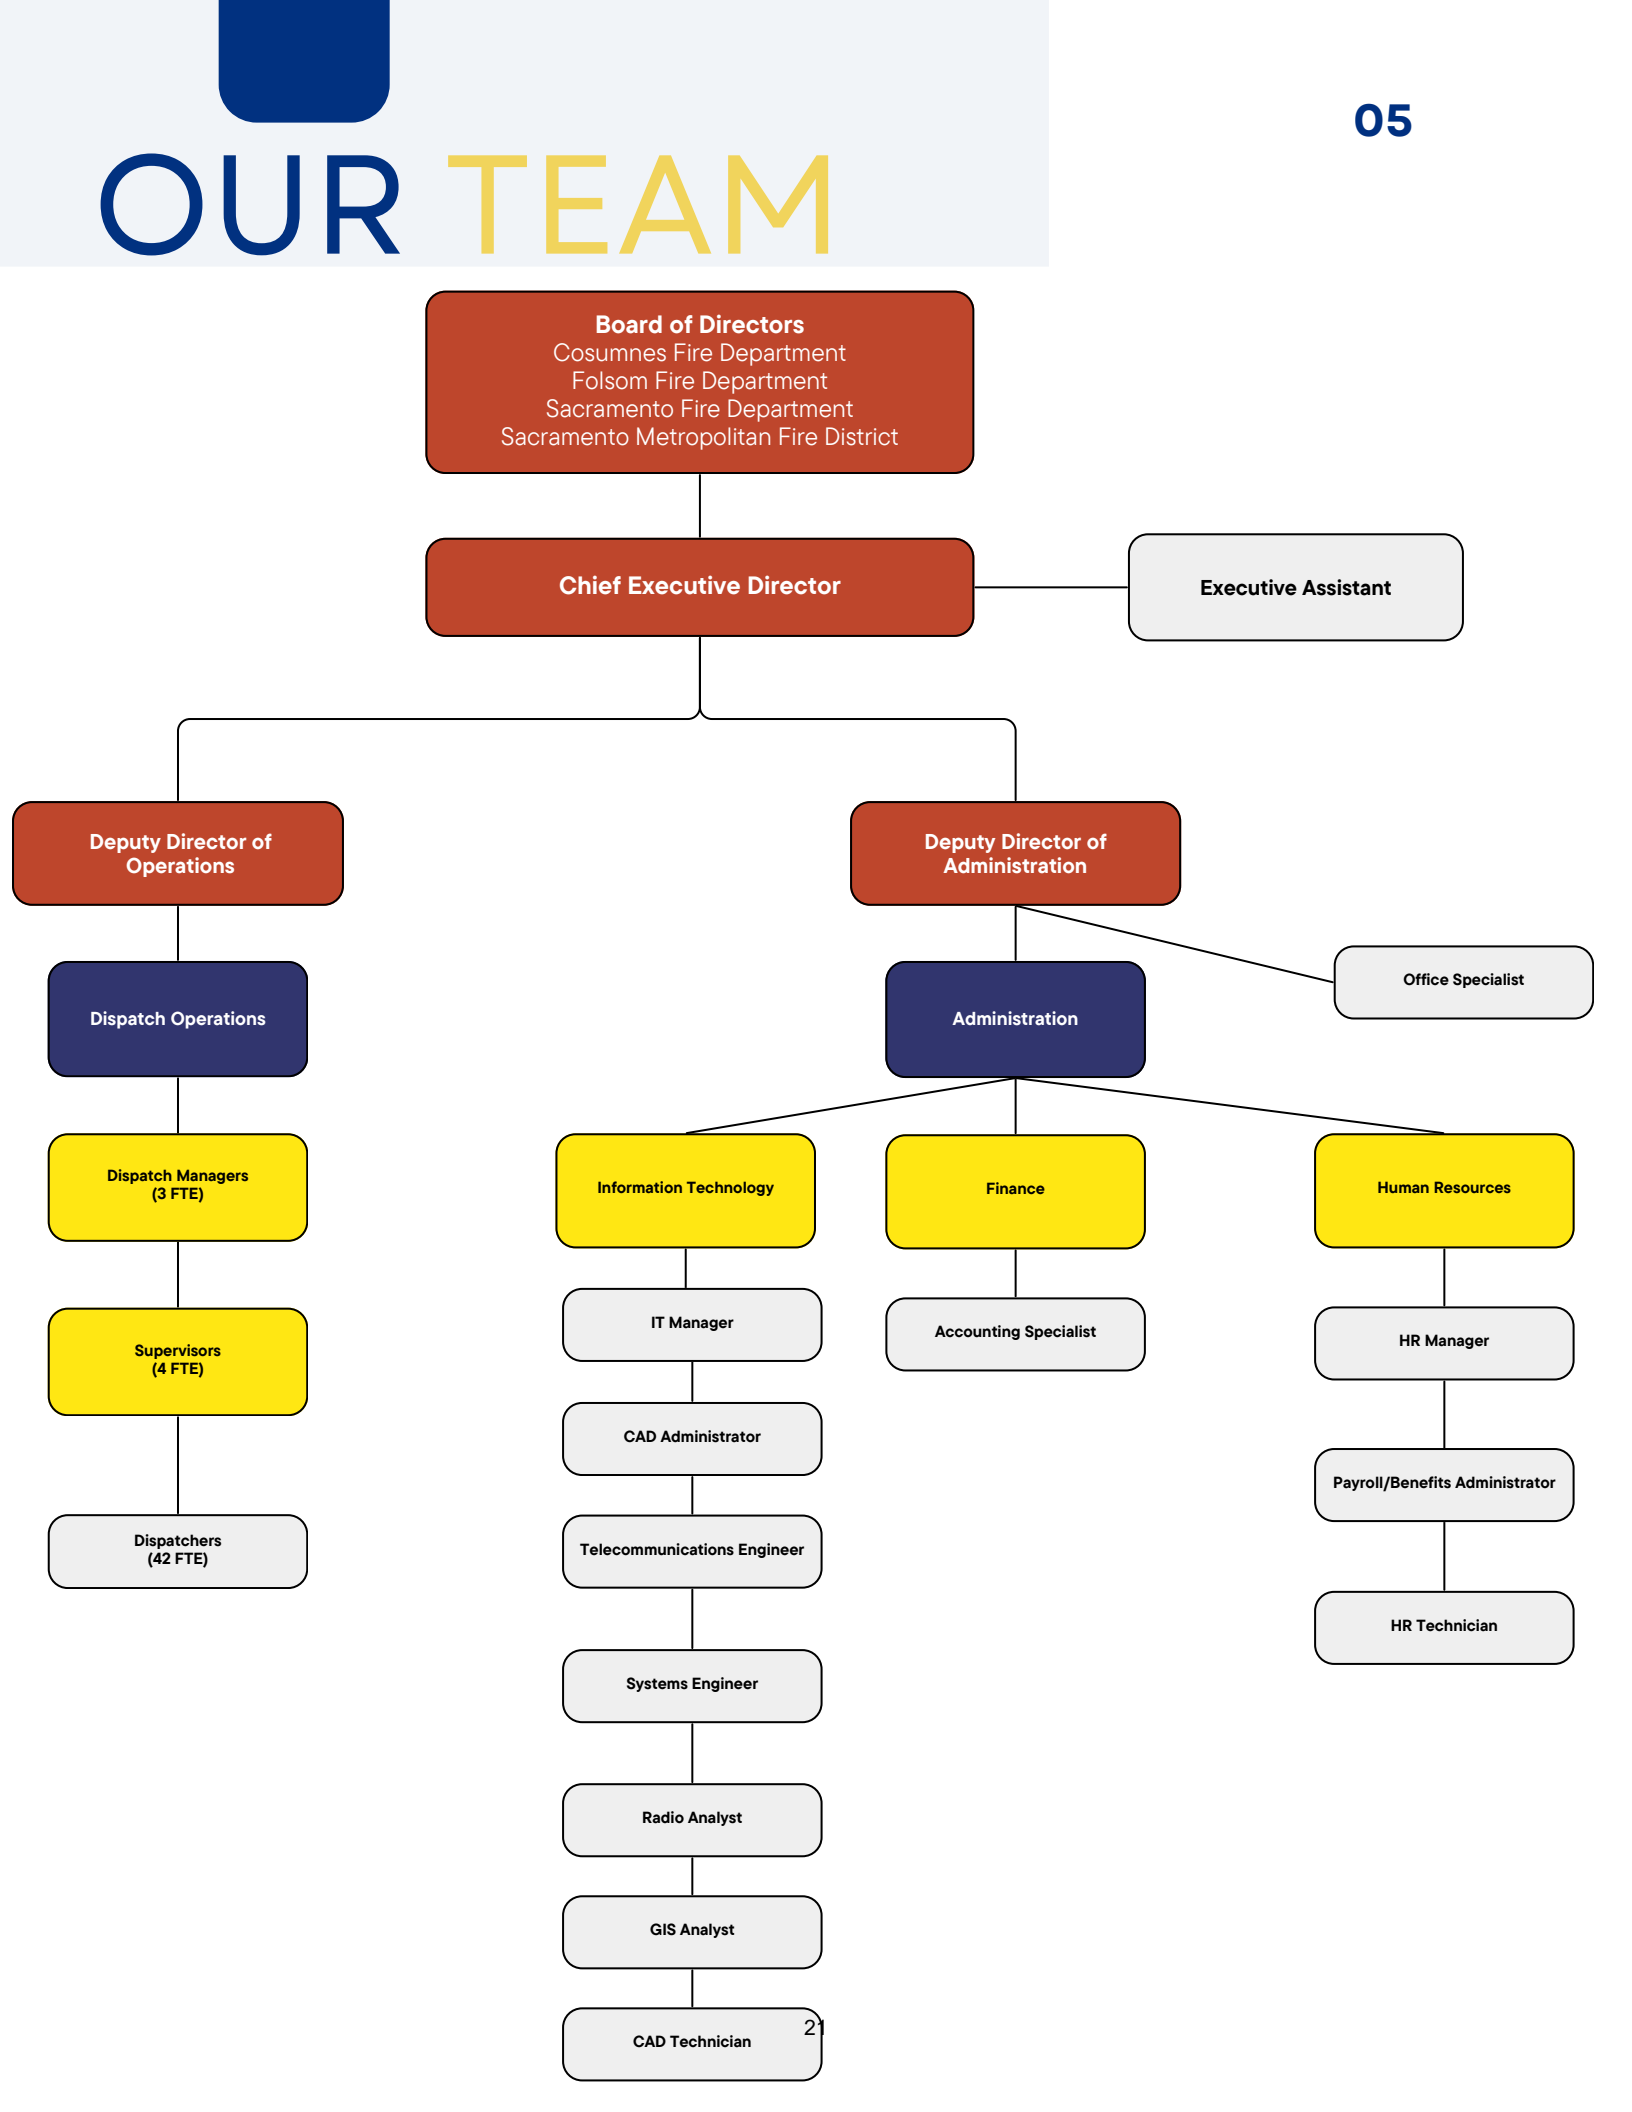 05
OUR TEAM
Board of Directors
Cosumnes Fire Department
Folsom Fire Department
Sacramento Fire Department
Sacramento Metropolitan Fire District
Chief Executive Director
Executive Assistant
Deputy Director of
Operations
Deputy Director of
Administration
Office Specialist
Dispatch Operations
Administration
Dispatch Managers
(3 FTE)
Information Technology
Finance
Human Resources
Supervisors
(4 FTE)
IT Manager
Accounting Specialist
HR Manager
CAD Administrator
Payroll/Benefits Administrator
Dispatchers
(42 FTE)
Telecommunications Engineer
HR Technician
Systems Engineer
Radio Analyst
GIS Analyst
CAD Technician
21